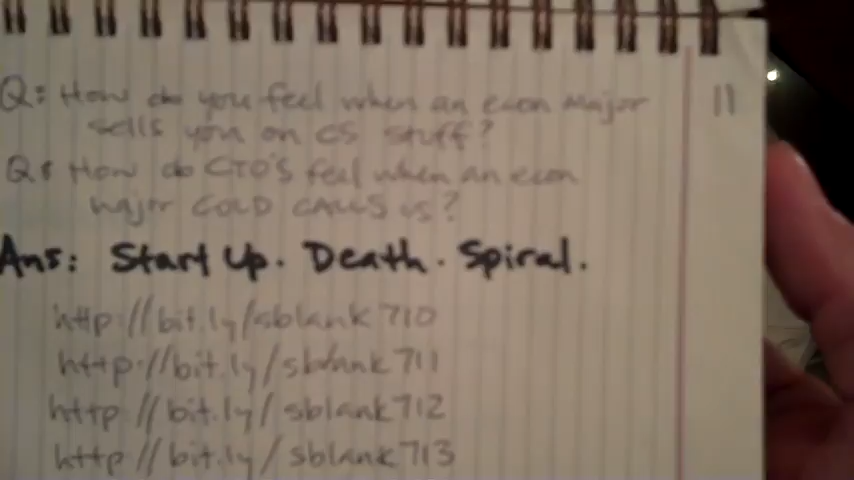 11
Q: How do you feel when an econ Major
sells you on CS stuff?
Q: How do CTO'S feel when an econ
major COLD CALLS us?
Ans: Start Up. Death. Spiral.
http://bit.ly/sblank710
http://bit.ly/sblank711
http://bit.ly/sblank712
http://bit.ly/sblank713